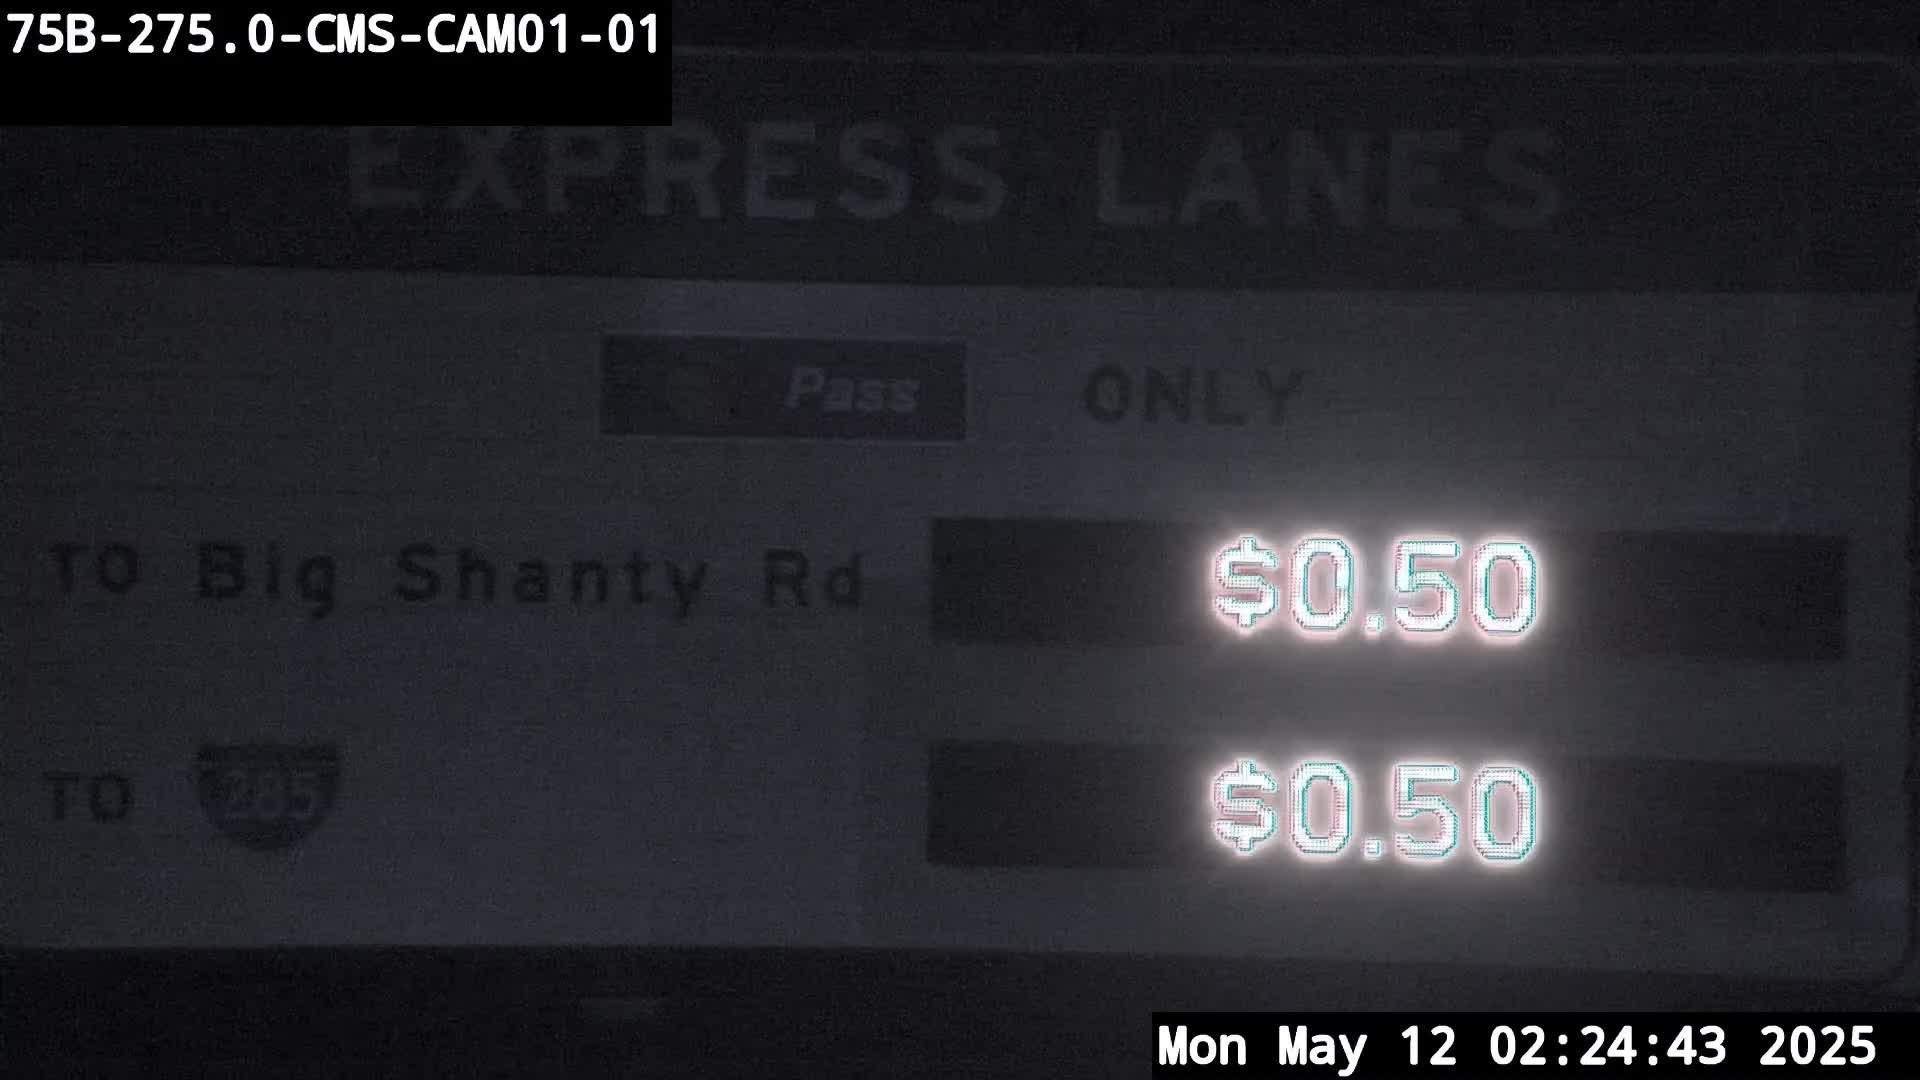 75B-275.0-CMS-CAM01-01
EXPRESS LANES
Pass ONLY
TO Big Shanty Rd $0.50
TO 285 $0.50
Mon May 12 02:24:43 2025